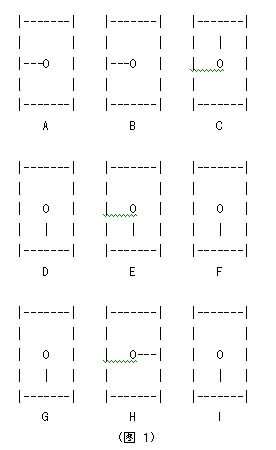 |-------| |-------| |-------|
| | | | | | |
|---O | |---O | | O |
| | | | | |
|-------| |-------| |-------|
A B C
|-------| |-------| |-------|
| | | | | |
| O | | O | | O |
| | | | | | | | |
|-------| |-------| |-------|
D E F
|-------| |-------| |-------|
| | | | | |
| O | | O---| | O |
| | | | | | | |
|-------| |-------| |-------|
G H I
(图 1)